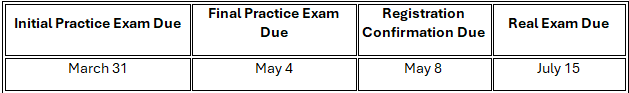 Initial Practice Exam Due
Final Practice Exam
Due
Registration
Confirmation Due
Real Exam Due
March 31
May 4
May 8
July 15